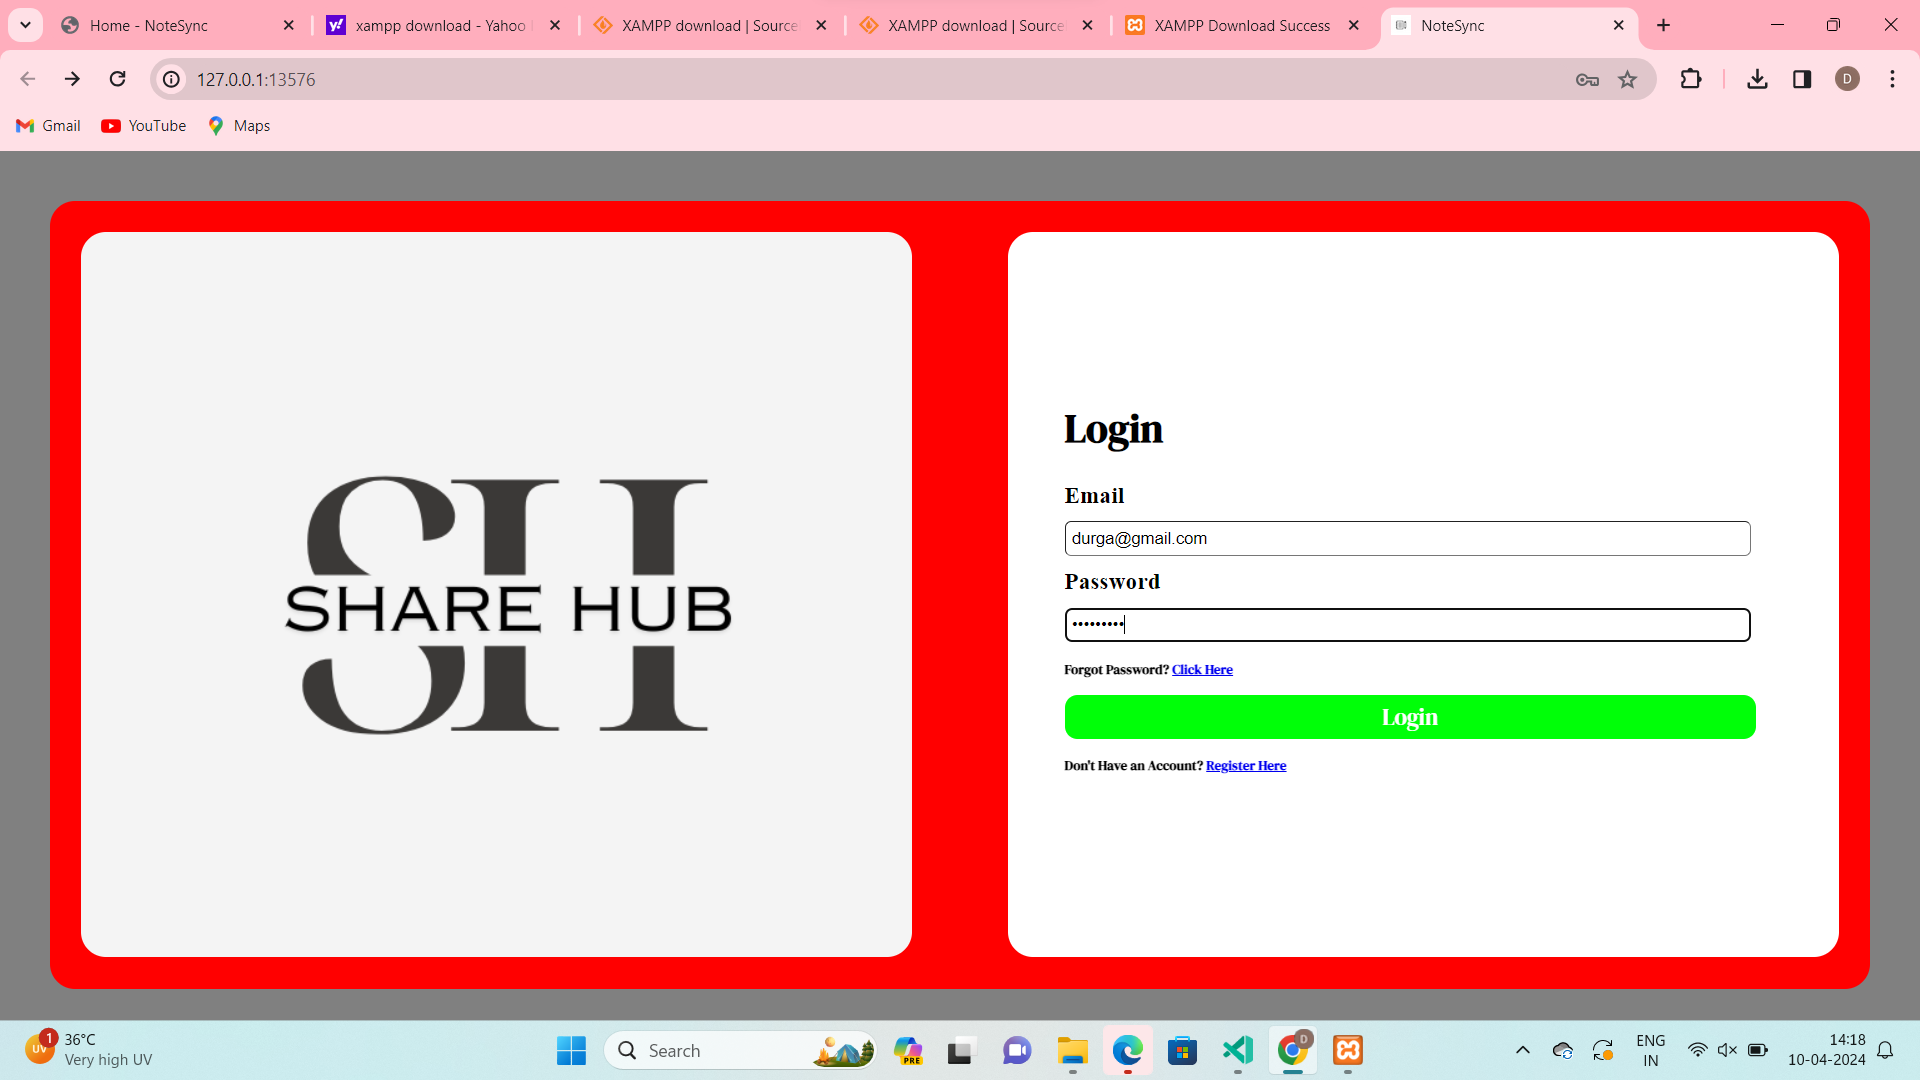 Home - NoteSync
xampp download - Yahoo
XAMPP download | Source
XAMPP download | Source
XAMPP Download Success
NoteSync
127.0.0.1:13576
D
Gmail
YouTube
Maps
SH
SHARE HUB
Login
Email
durga@gmail.com
Password
•••••••••
Forgot Password? Click Here
Login
Don't Have an Account? Register Here
1
UV
36°C
Very high UV
Search
PRE
D
ENG
IN
14:18
10-04-2024